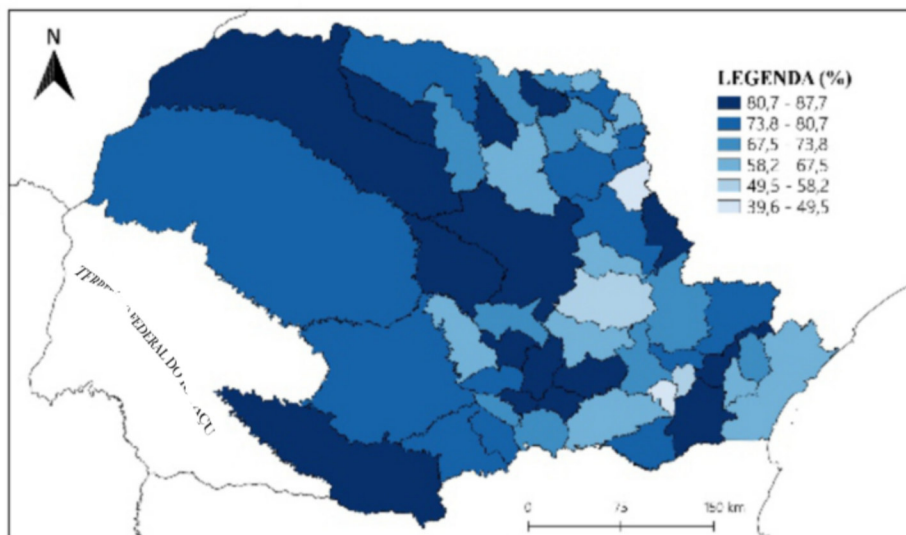 N
LEGENDA (%)
80,7 - 87,7
73,8 - 80,7
67,5 - 73,8
58,2 - 67,5
49,5 - 58,2
39,6 - 49,5
FEDERAL DO
0 75 150 km